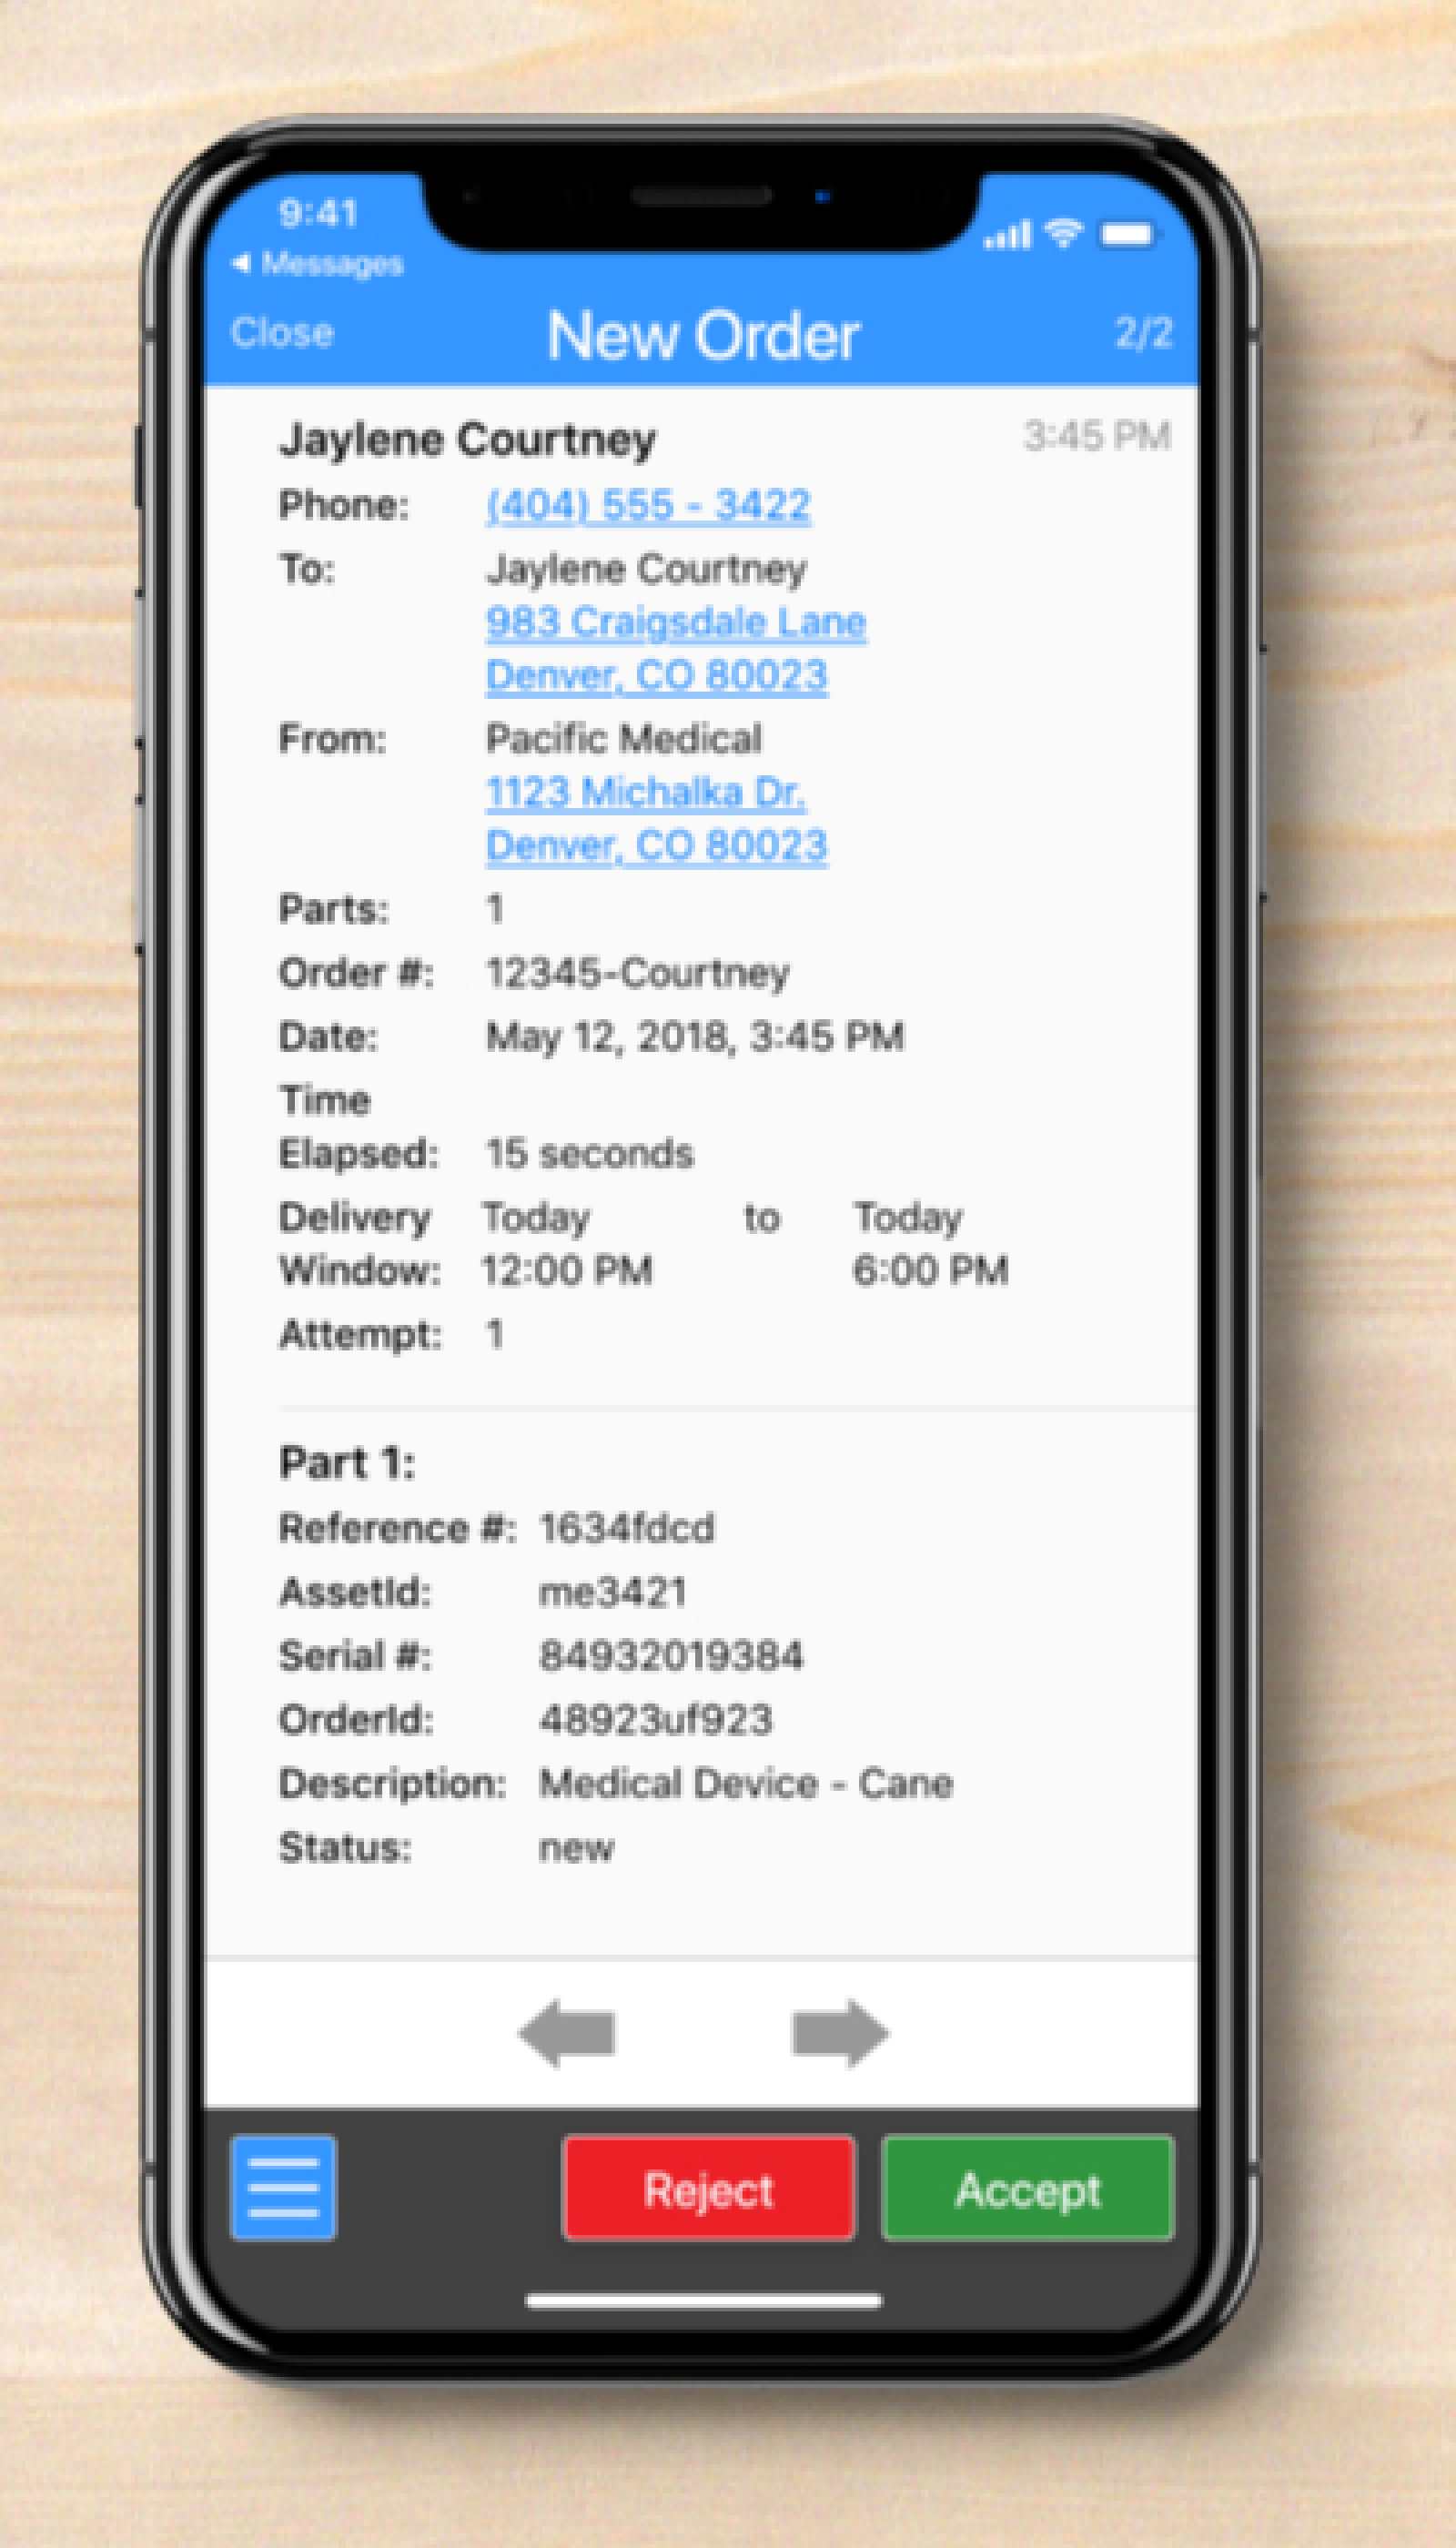 9:41
Messages
Close New Order 2/2
Jaylene Courtney 3:45 PM
Phone: (404) 555 - 3422
To: Jaylene Courtney
983 Craigsdale Lane
Denver, CO 80023
From: Pacific Medical
1123 Michalka Dr.
Denver, CO 80023
Parts: 1
Order #: 12345-Courtney
Date: May 12, 2018, 3:45 PM
Time
Elapsed: 15 seconds
Delivery Today to Today
Window: 12:00 PM 6:00 PM
Attempt: 1
Part 1:
Reference #: 1634fdcd
AssetId: me3421
Serial #: 84932019384
OrderId: 48923uf923
Description: Medical Device - Cane
Status: new
Reject Accept